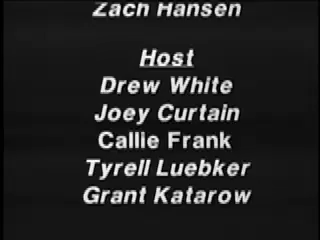 Zach Hansen
Host
Drew White
Joey Curtain
Callie Frank
Tyrell Luebker
Grant Katarow